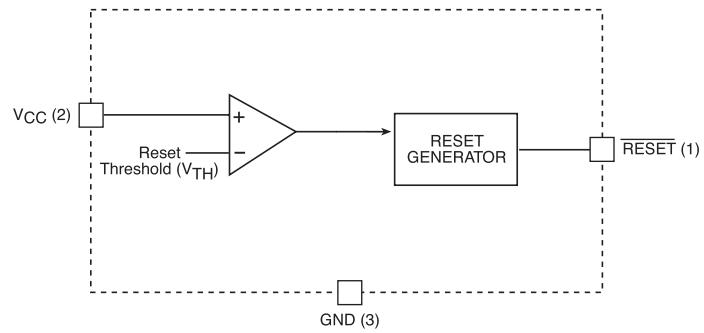 VCC (2)
+
Reset
Threshold (VTH)
−
RESET
GENERATOR
RESET (1)
GND (3)